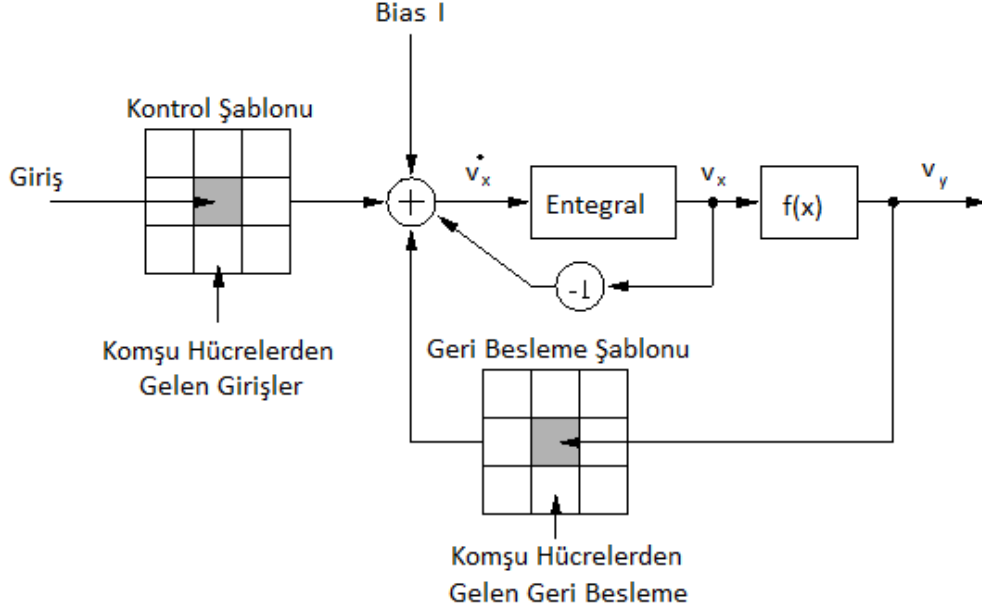 Bias I
Kontrol Şablonu
Giriş
v̇x
Entegral
vx
f(x)
vy
+
-1
Komşu Hücrelerden
Gelen Girişler
Geri Besleme Şablonu
Komşu Hücrelerden
Gelen Geri Besleme